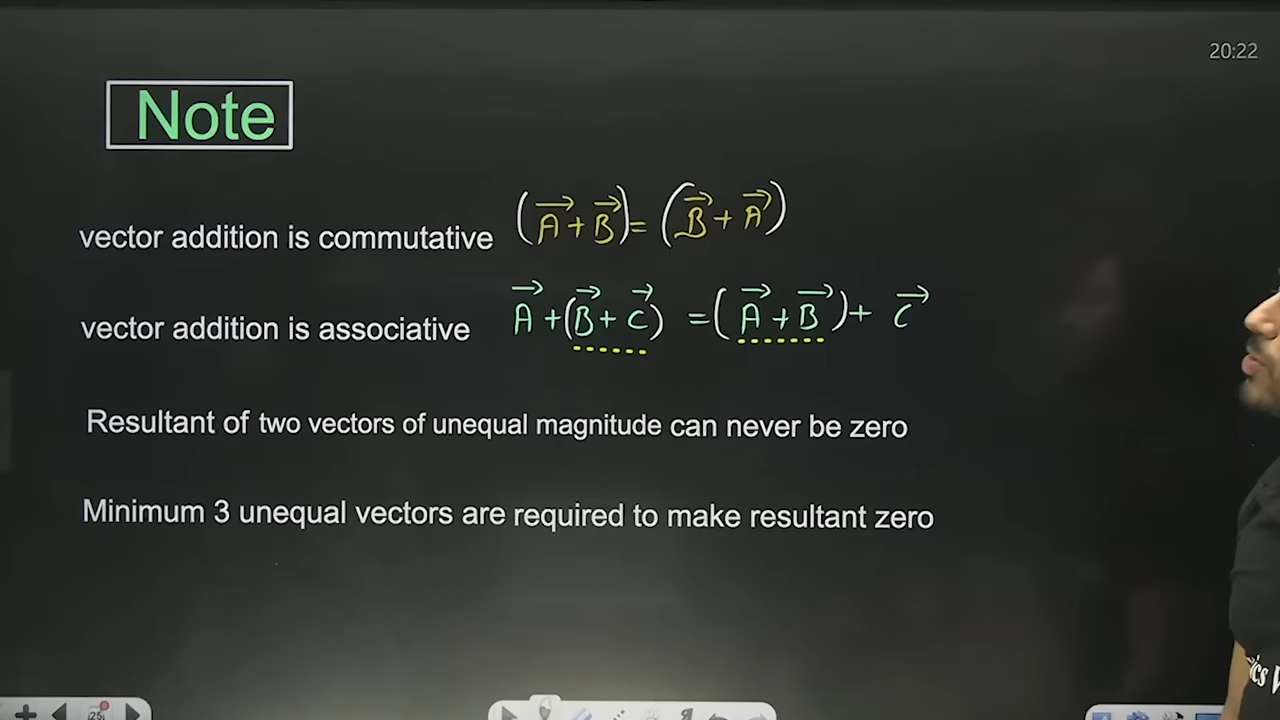 20:22
Note
vector addition is commutative (A⃗ + B⃗) = (B⃗ + A⃗)
vector addition is associative A⃗ + (B⃗ + C⃗) = (A⃗ + B⃗) + C⃗
Resultant of two vectors of unequal magnitude can never be zero
Minimum 3 unequal vectors are required to make resultant zero